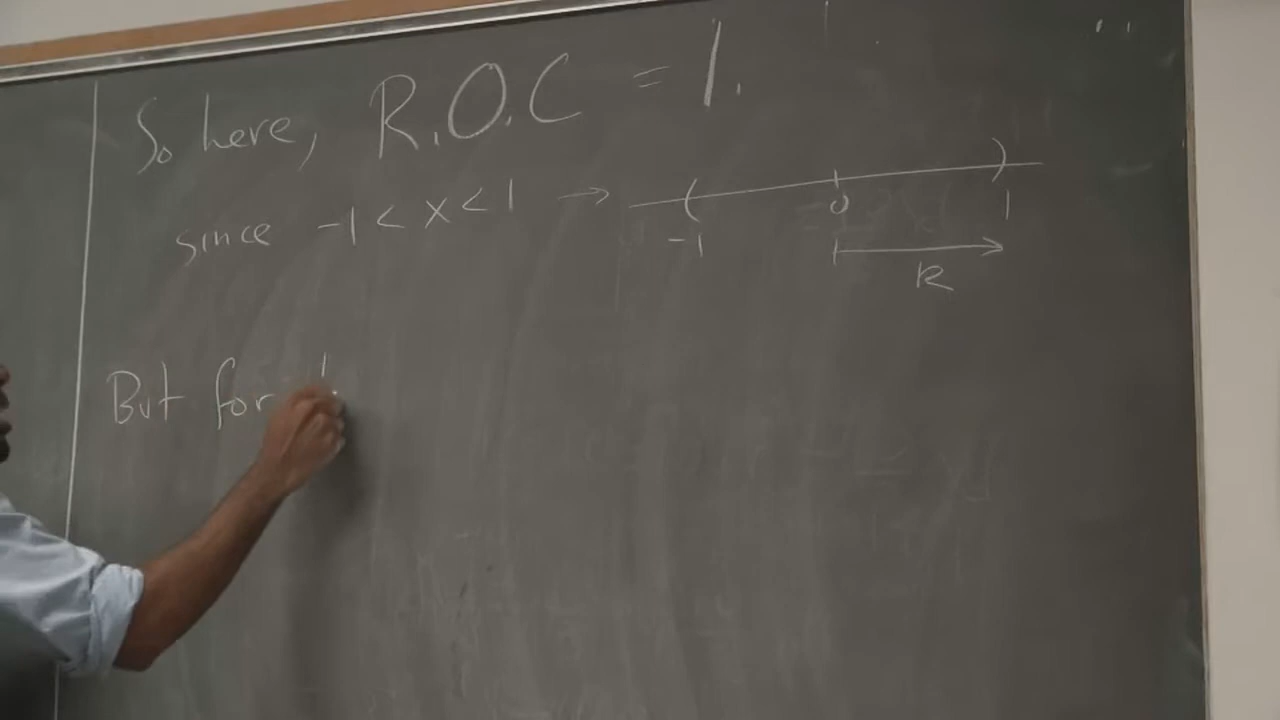 So here, R.O.C = 1.
since -1 < x < 1 → ( 0 )
-1 1
R
But for